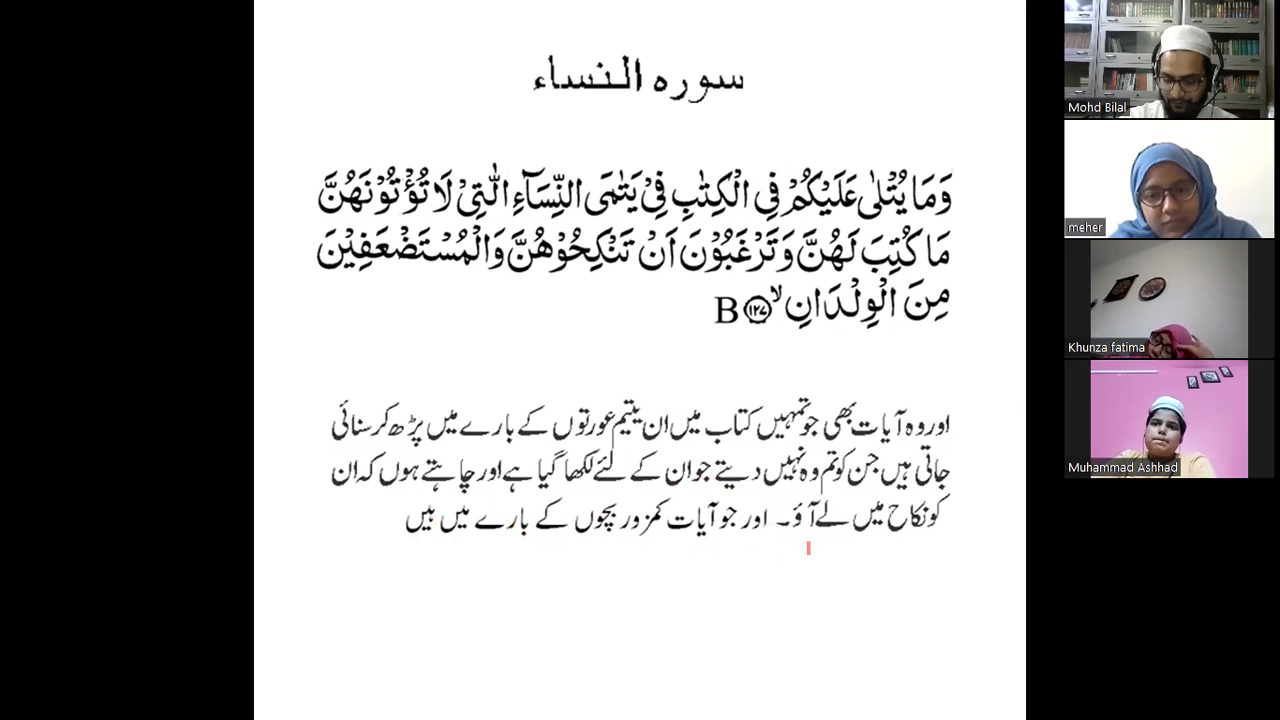 سورہ النساء
وَمَا یُتْلٰی عَلَیْکُمْ فِی الْکِتٰبِ فِیْ یَتٰمَی النِّسَآءِ الّٰتِیْ لَا تُؤْتُوْنَهُنَّ
مَا کُتِبَ لَهُنَّ وَ تَرْغَبُوْنَ اَنْ تَنْکِحُوْهُنَّ وَالْمُسْتَضْعَفِیْنَ
مِنَ الْوِلْدَانِ ۙ ﴿۱۲۷﴾ B
اور وہ آیات بھی جو تمہیں کتاب میں ان یتیم عورتوں کے بارے میں پڑھ کر سنائی
جاتی ہیں جن کو تم وہ نہیں دیتے جو ان کے لئے لکھا گیا ہے اور چاہتے ہوں کہ ان
کو نکاح میں لے آؤ۔ اور جو آیات کمزور بچوں کے بارے میں ہیں
Mohd Bilal
meher
Khunza fatima
Muhammad Ashhad